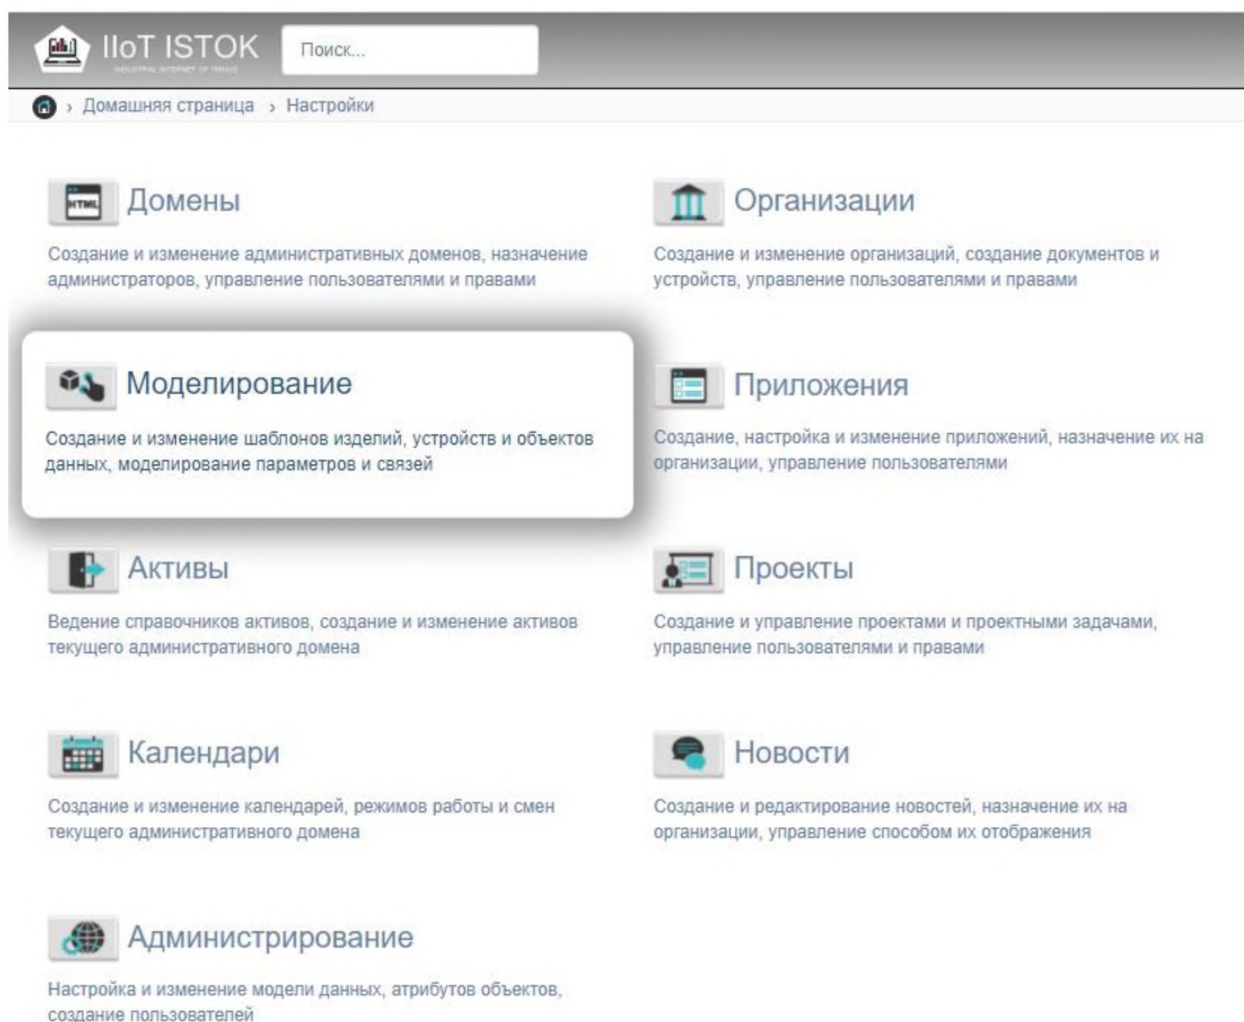 IIoT ISTOK
INDUSTRIAL INTERNET OF THINGS
Поиск...
› Домашняя страница › Настройки
HTML
Домены
Создание и изменение административных доменов, назначение
администраторов, управление пользователями и правами
Организации
Создание и изменение организаций, создание документов и
устройств, управление пользователями и правами
Моделирование
Создание и изменение шаблонов изделий, устройств и объектов
данных, моделирование параметров и связей
Приложения
Создание, настройка и изменение приложений, назначение их на
организации, управление пользователями
Активы
Ведение справочников активов, создание и изменение активов
текущего административного домена
Проекты
Создание и управление проектами и проектными задачами,
управление пользователями и правами
Календари
Создание и изменение календарей, режимов работы и смен
текущего административного домена
Новости
Создание и редактирование новостей, назначение их на
организации, управление способом их отображения
Администрирование
Настройка и изменение модели данных, атрибутов объектов,
создание пользователей